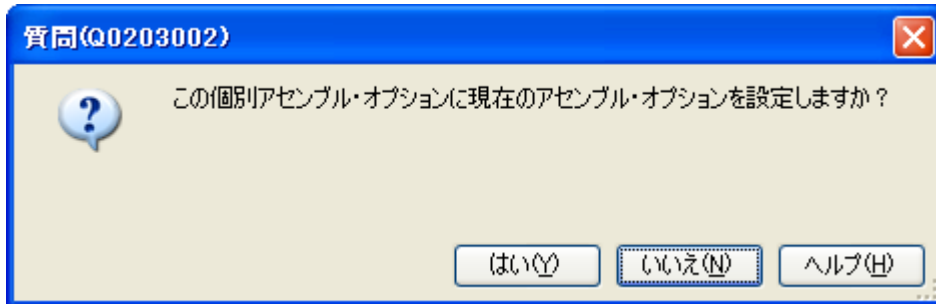 質問(Q0203002)
この個別アセンブル・オプションに現在のアセンブル・オプションを設定しますか？
はい(Y) いいえ(N) ヘルプ(H)